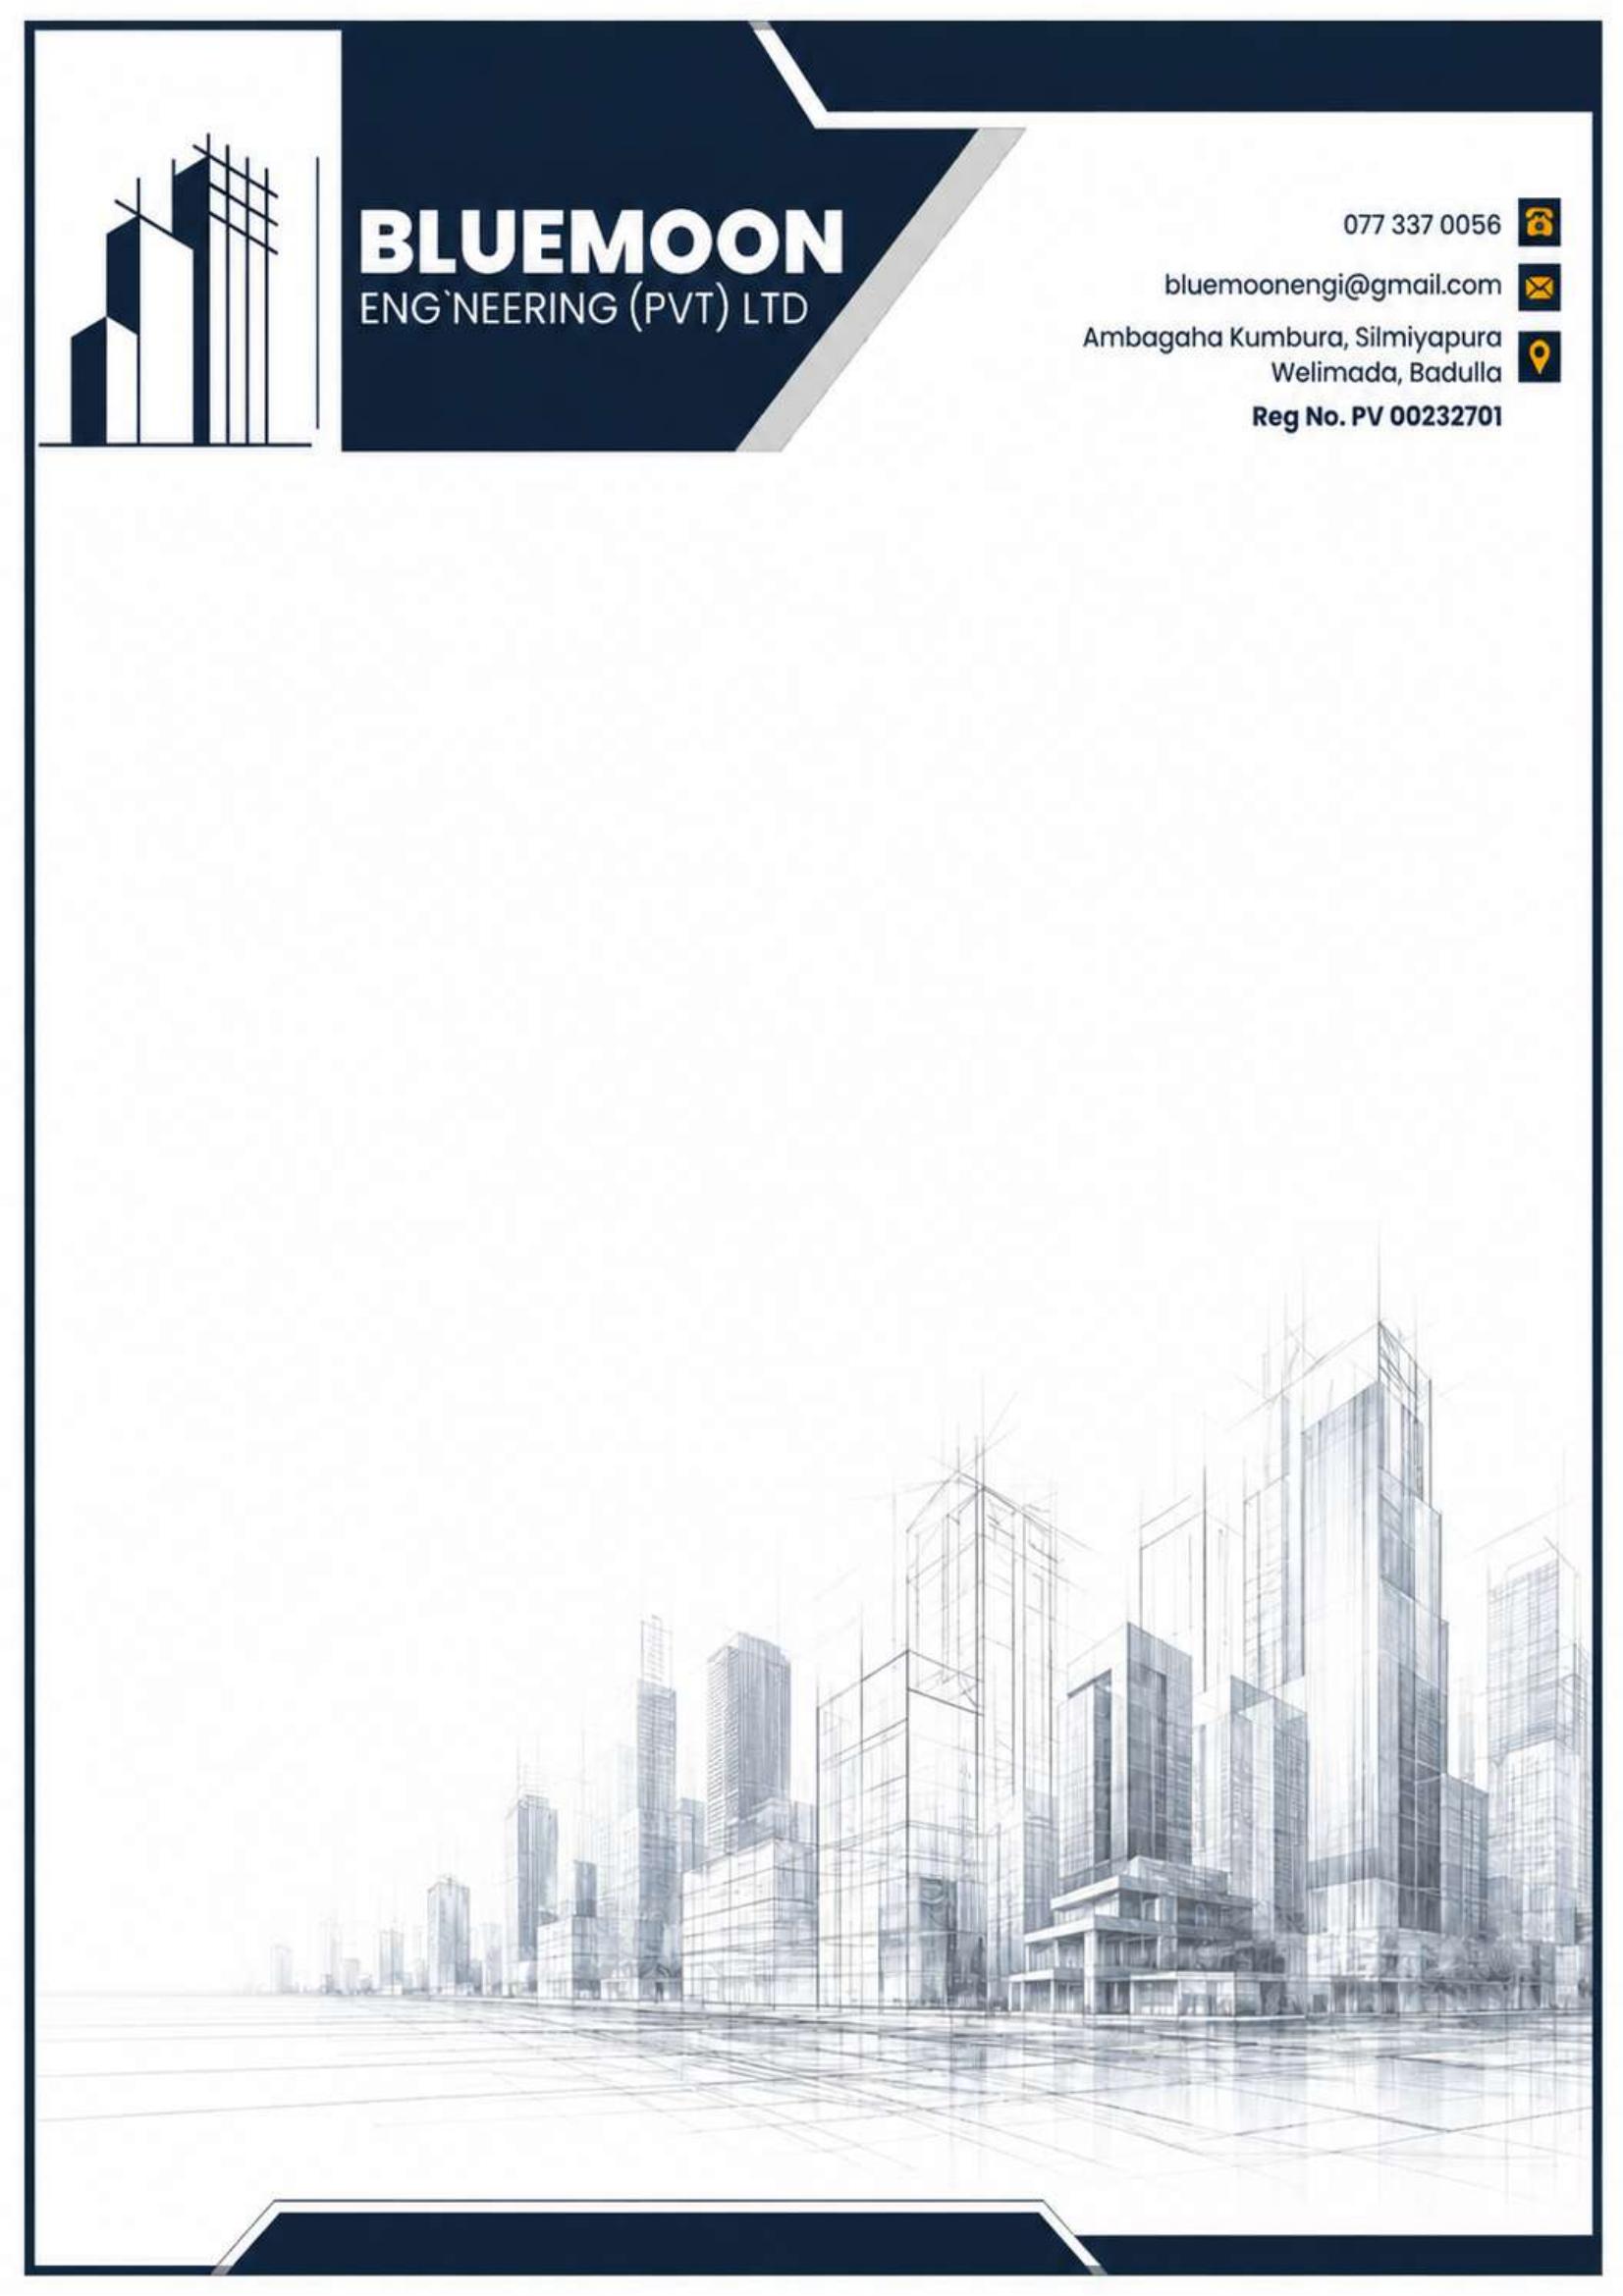 BLUEMOON
ENG`NEERING (PVT) LTD
077 337 0056
bluemoonengi@gmail.com
Ambagaha Kumbura, Silmiyapura
Welimada, Badulla
Reg No. PV 00232701